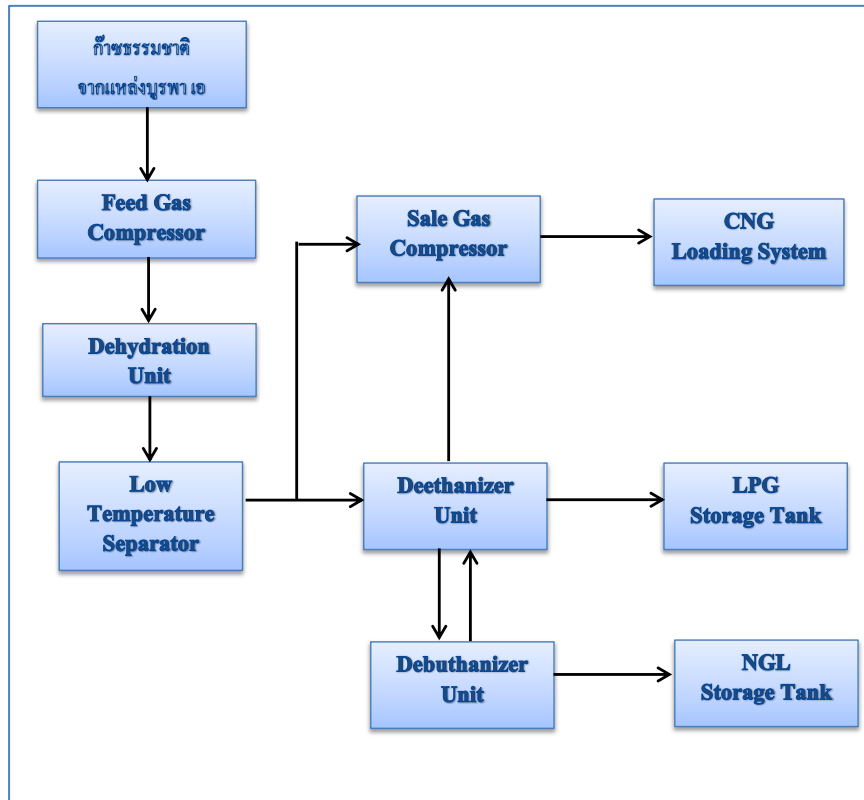 ก๊าซธรรมชาติ
จากแหล่งบูรพา เอ
Feed Gas
Compressor
Dehydration
Unit
Low
Temperature
Separator
Sale Gas
Compressor
CNG
Loading System
Deethanizer
Unit
LPG
Storage Tank
Debuthanizer
Unit
NGL
Storage Tank